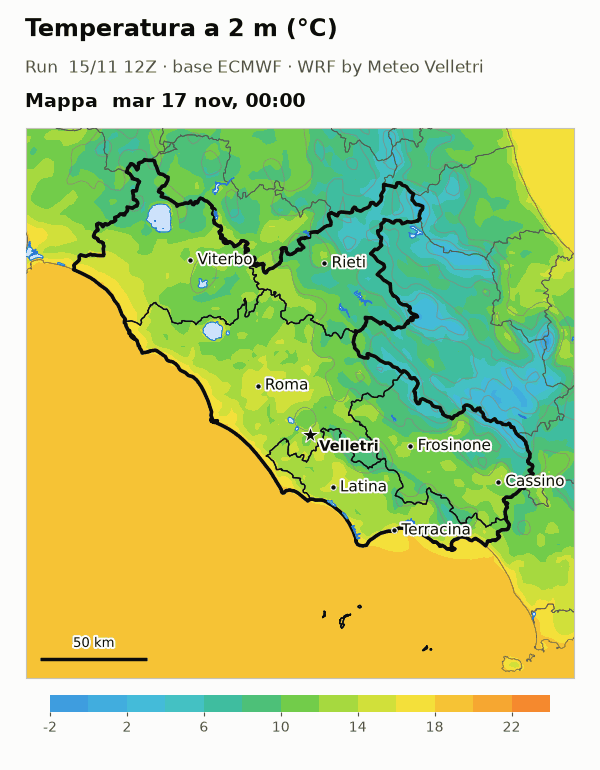 Temperatura a 2 m (°C)
Run  15/11 12Z · base ECMWF · WRF by Meteo Velletri
Mappa  mar 17 nov, 00:00
Viterbo
Rieti
Roma
Velletri
Frosinone
Latina
Cassino
Terracina
50 km
-2 2 6 10 14 18 22